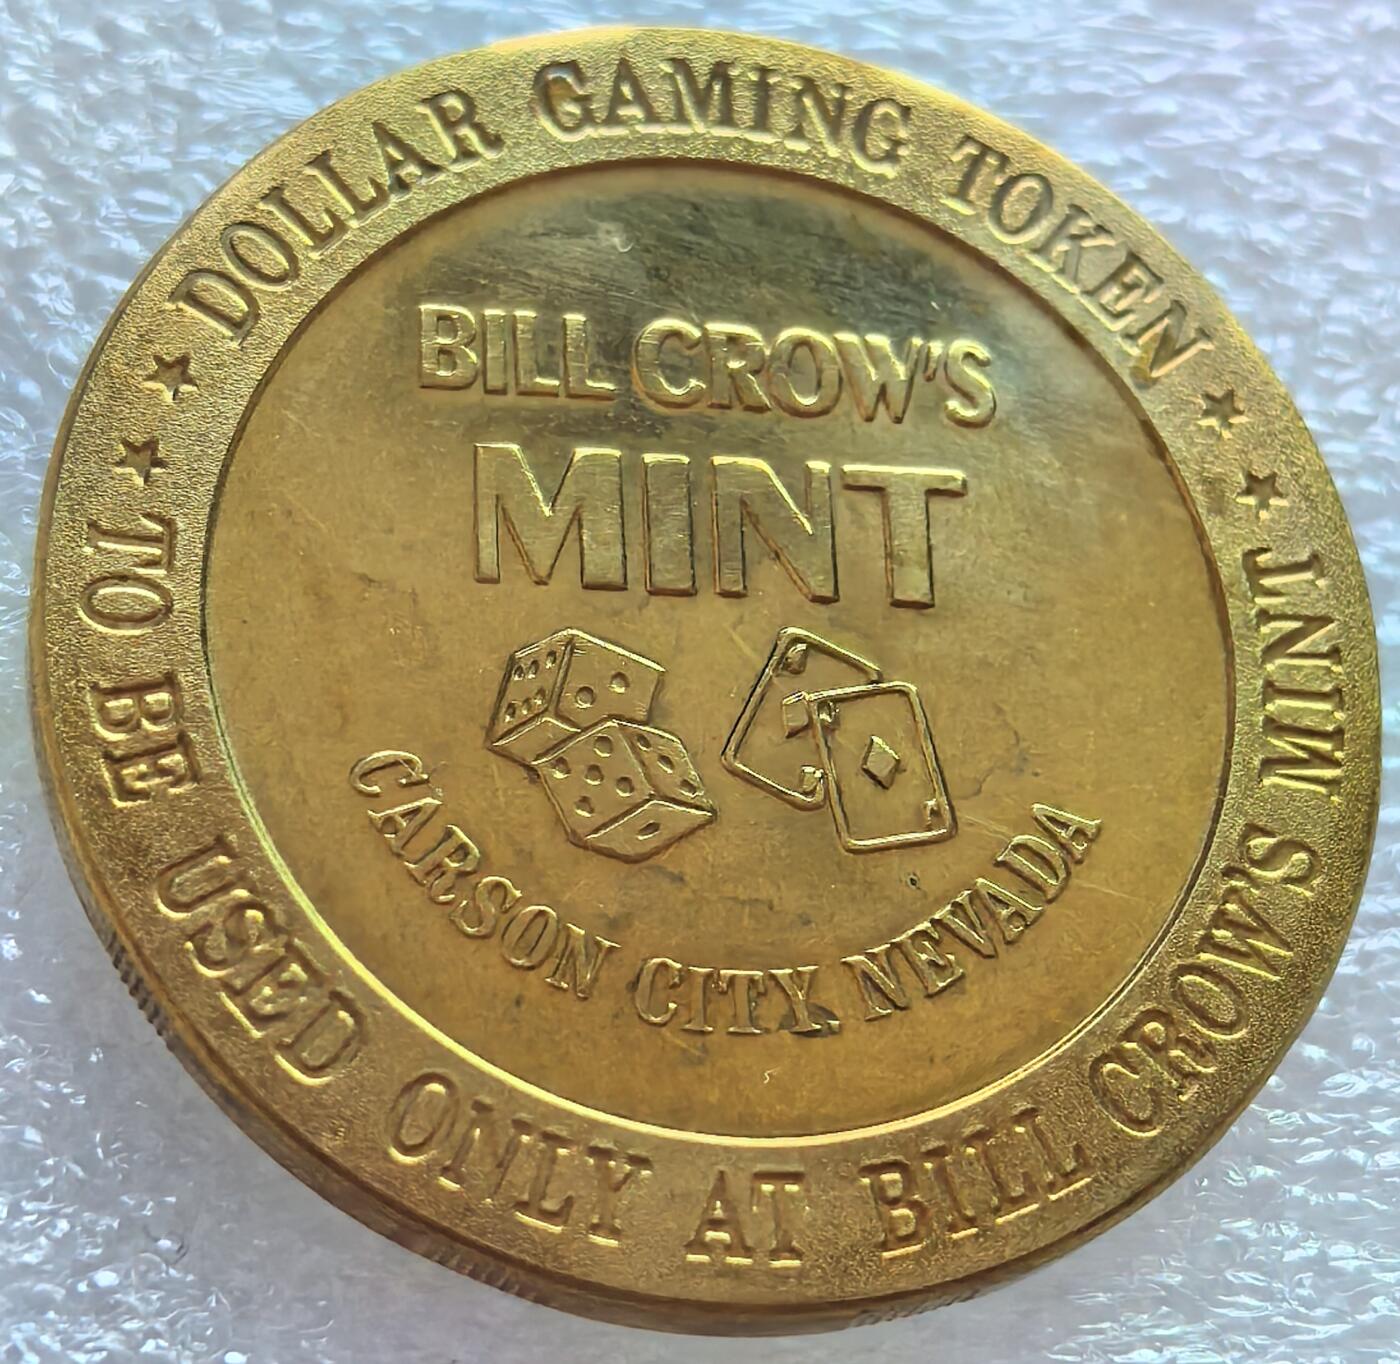 ★ DOLLAR GAMING TOKEN ★
BILL CROW'S
MINT
CARSON CITY, NEVADA
★ TO BE USED ONLY AT BILL CROW'S MINT ★